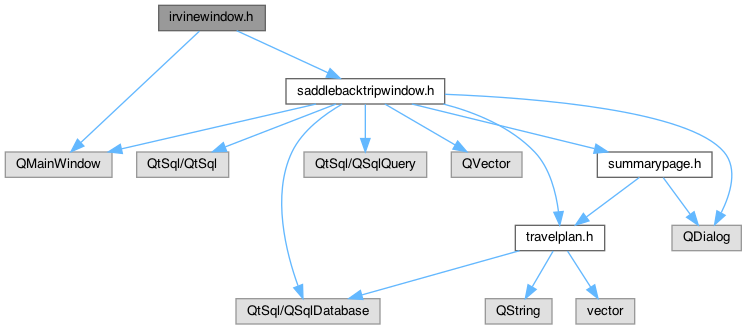 irvinewindow.h
saddlebacktripwindow.h
QMainWindow
QtSql/QtSql
QtSql/QSqlQuery
QVector
summarypage.h
travelplan.h
QDialog
QtSql/QSqlDatabase
QString
vector